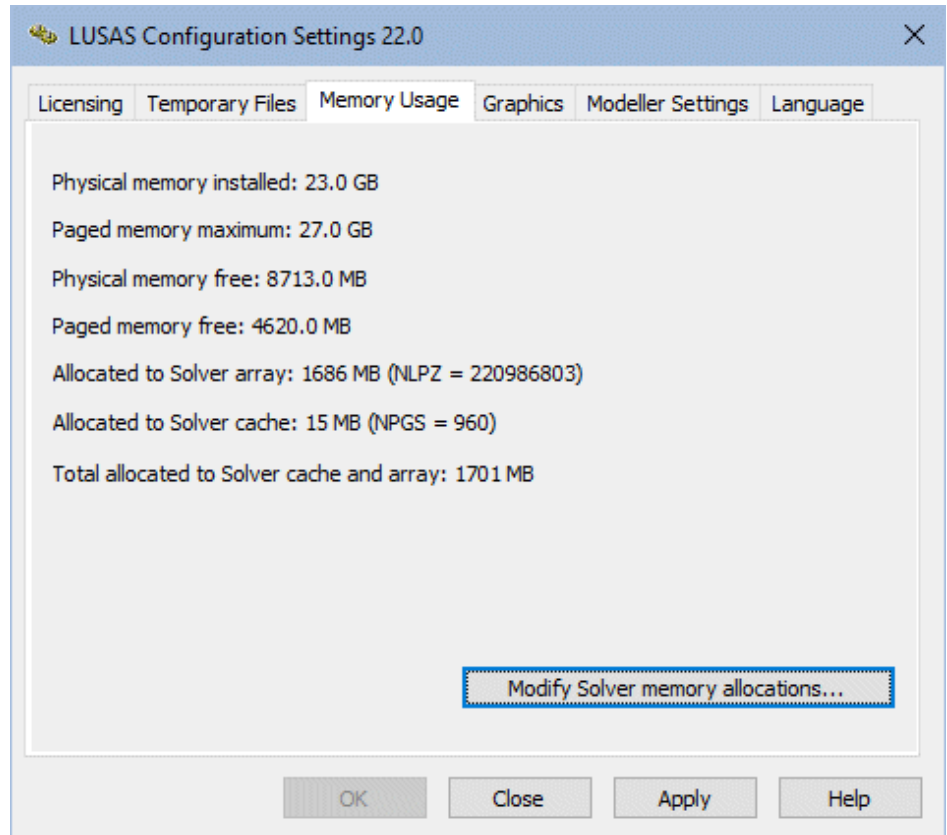 LUSAS Configuration Settings 22.0
Licensing Temporary Files Memory Usage Graphics Modeller Settings Language
Physical memory installed: 23.0 GB
Paged memory maximum: 27.0 GB
Physical memory free: 8713.0 MB
Paged memory free: 4620.0 MB
Allocated to Solver array: 1686 MB (NLPZ = 220986803)
Allocated to Solver cache: 15 MB (NPGS = 960)
Total allocated to Solver cache and array: 1701 MB
Modify Solver memory allocations...
OK Close Apply Help